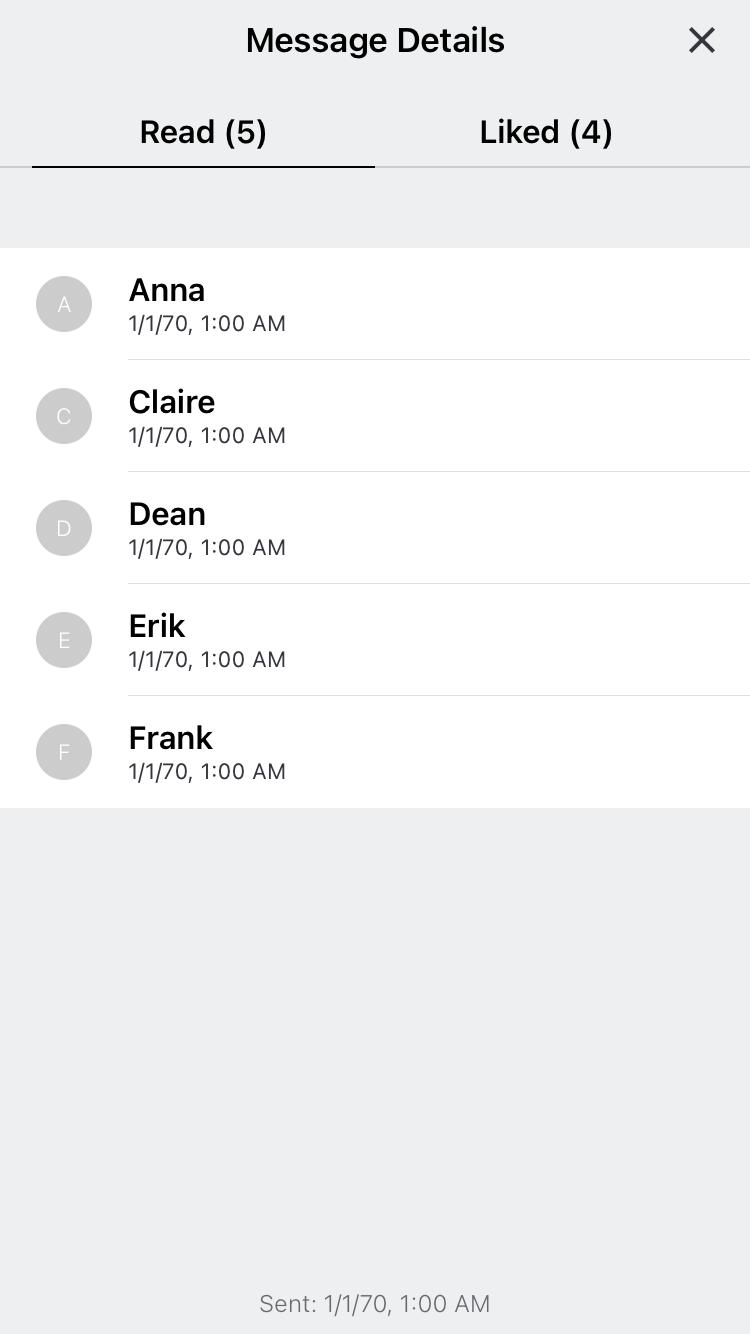 Message Details
Read (5) Liked (4)
A
Anna
1/1/70, 1:00 AM
C
Claire
1/1/70, 1:00 AM
D
Dean
1/1/70, 1:00 AM
E
Erik
1/1/70, 1:00 AM
F
Frank
1/1/70, 1:00 AM
Sent: 1/1/70, 1:00 AM